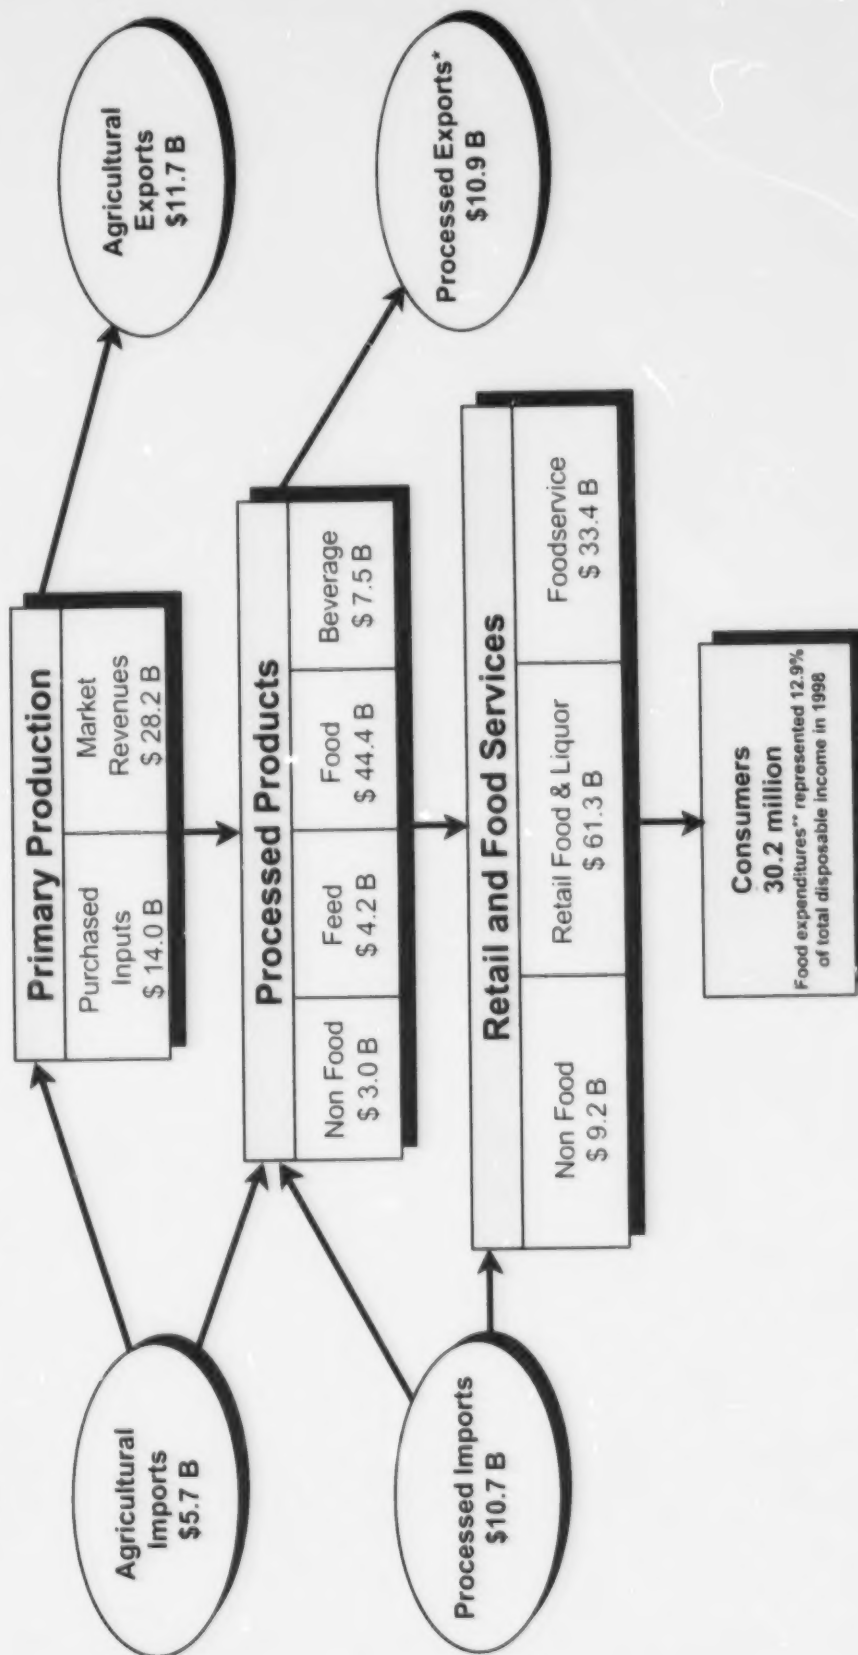 Agricultural
Imports
$5.7 B
Agricultural
Exports
$11.7 B
Primary Production
Purchased
Inputs
$ 14.0 B
Market
Revenues
$ 28.2 B
Processed Products
Non Food
$ 3.0 B
Feed
$ 4.2 B
Food
$ 44.4 B
Beverage
$ 7.5 B
Processed Exports*
$10.9 B
Processed Imports
$10.7 B
Retail and Food Services
Non Food
$ 9.2 B
Retail Food & Liquor
$ 61.3 B
Foodservice
$ 33.4 B
Consumers
30.2 million
Food expenditures** represented 12.9%
of total disposable income in 1998